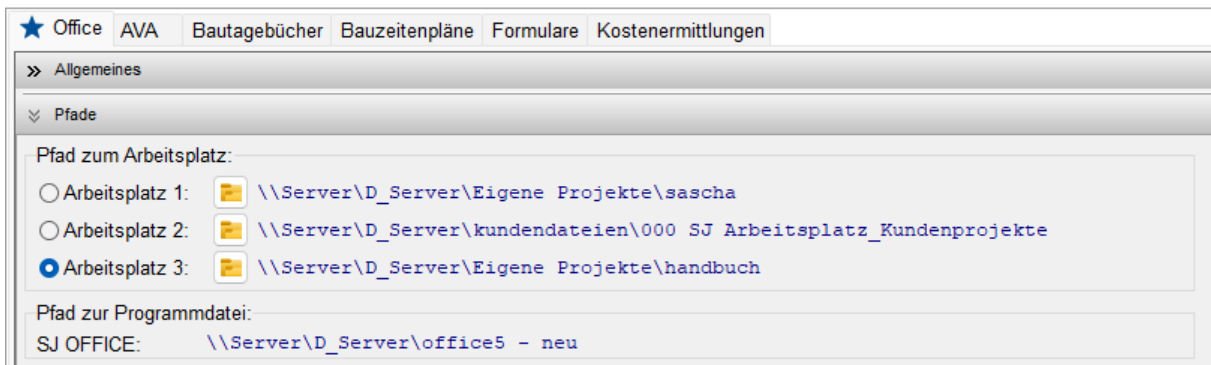 Office AVA Bautagebücher Bauzeitenpläne Formulare Kostenermittlungen
Allgemeines
Pfade
Pfad zum Arbeitsplatz:
Arbeitsplatz 1: \\Server\D_Server\Eigene Projekte\sascha
Arbeitsplatz 2: \\Server\D_Server\kundendateien\000 SJ Arbeitsplatz_Kundenprojekte
Arbeitsplatz 3: \\Server\D_Server\Eigene Projekte\handbuch
Pfad zur Programmdatei:
SJ OFFICE: \\Server\D_Server\office5 - neu